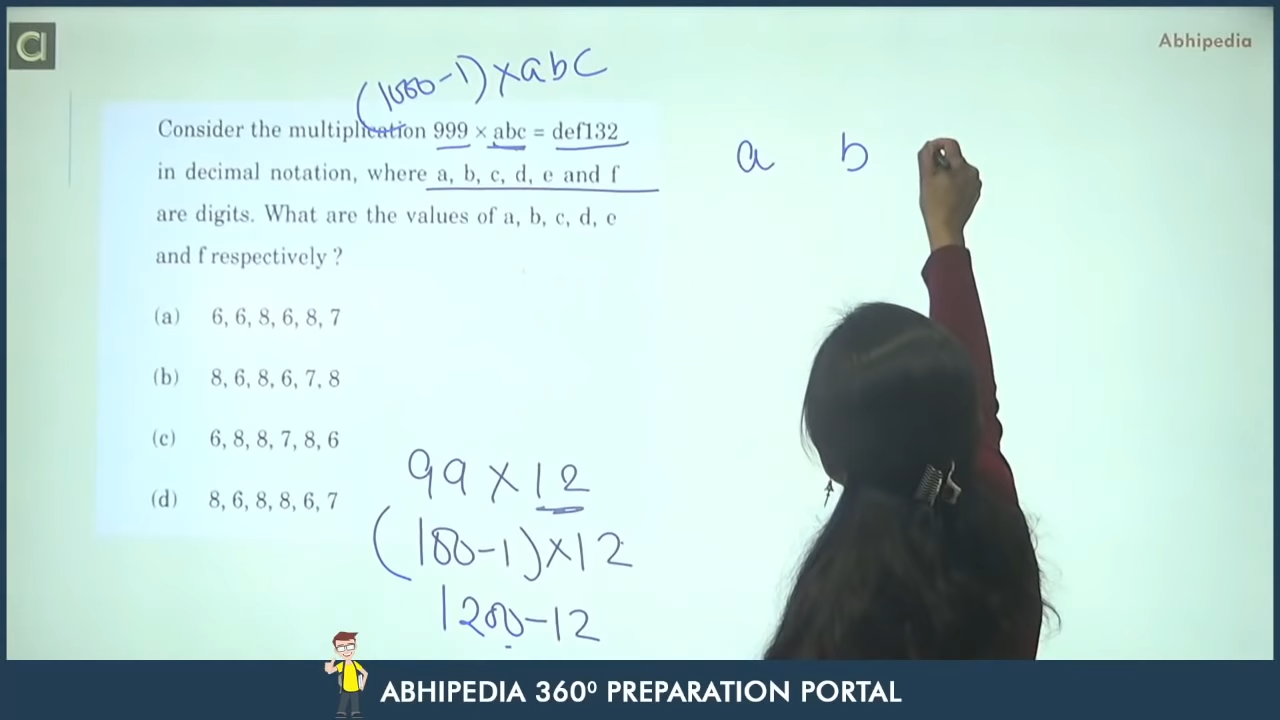 Abhipedia
(1000-1)×abc
Consider the multiplication 999 × abc = def132
in decimal notation, where a, b, c, d, e and f
are digits. What are the values of a, b, c, d, e
and f respectively ?
(a) 6, 6, 8, 6, 8, 7
(b) 8, 6, 8, 6, 7, 8
(c) 6, 8, 8, 7, 8, 6
(d) 8, 6, 8, 8, 6, 7
a b
99×12
(100-1)×12
1200-12
ABHIPEDIA 360⁰ PREPARATION PORTAL